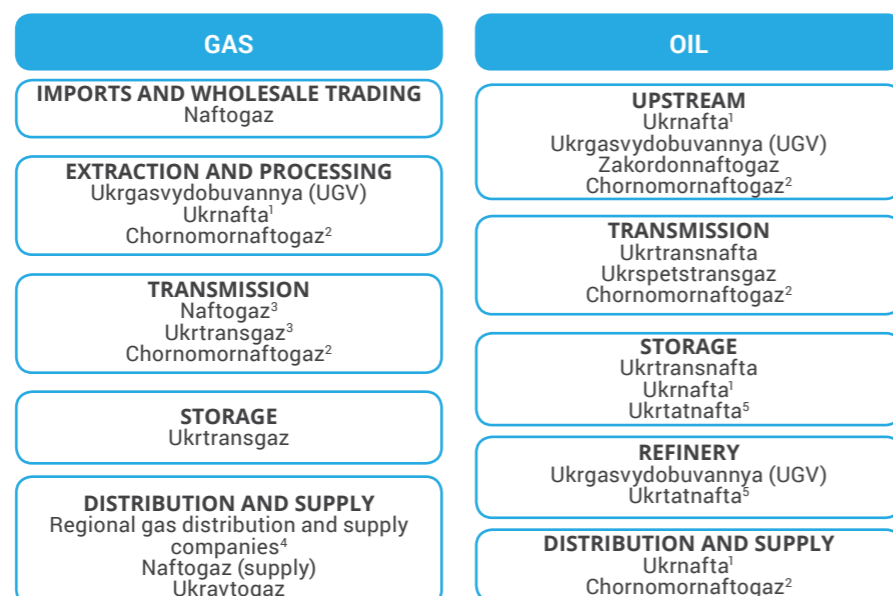 GAS
IMPORTS AND WHOLESALE TRADING
Naftogaz
EXTRACTION AND PROCESSING
Ukrgasvydobuvannya (UGV)
Ukrnafta¹
Chornomornaftogaz²
TRANSMISSION
Naftogaz³
Ukrtransgaz³
Chornomornaftogaz²
STORAGE
Ukrtransgaz
DISTRIBUTION AND SUPPLY
Regional gas distribution and supply
companies⁴
Naftogaz (supply)
Ukravtogaz
OIL
UPSTREAM
Ukrnafta¹
Ukrgasvydobuvannya (UGV)
Zakordonnaftogaz
Chornomornaftogaz²
TRANSMISSION
Ukrtransnafta
Ukrspetstransgaz
Chornomornaftogaz²
STORAGE
Ukrtransnafta
Ukrnafta¹
Ukrtatnafta⁵
REFINERY
Ukrgasvydobuvannya (UGV)
Ukrtatnafta⁵
DISTRIBUTION AND SUPPLY
Ukrnafta¹
Chornomornaftogaz²